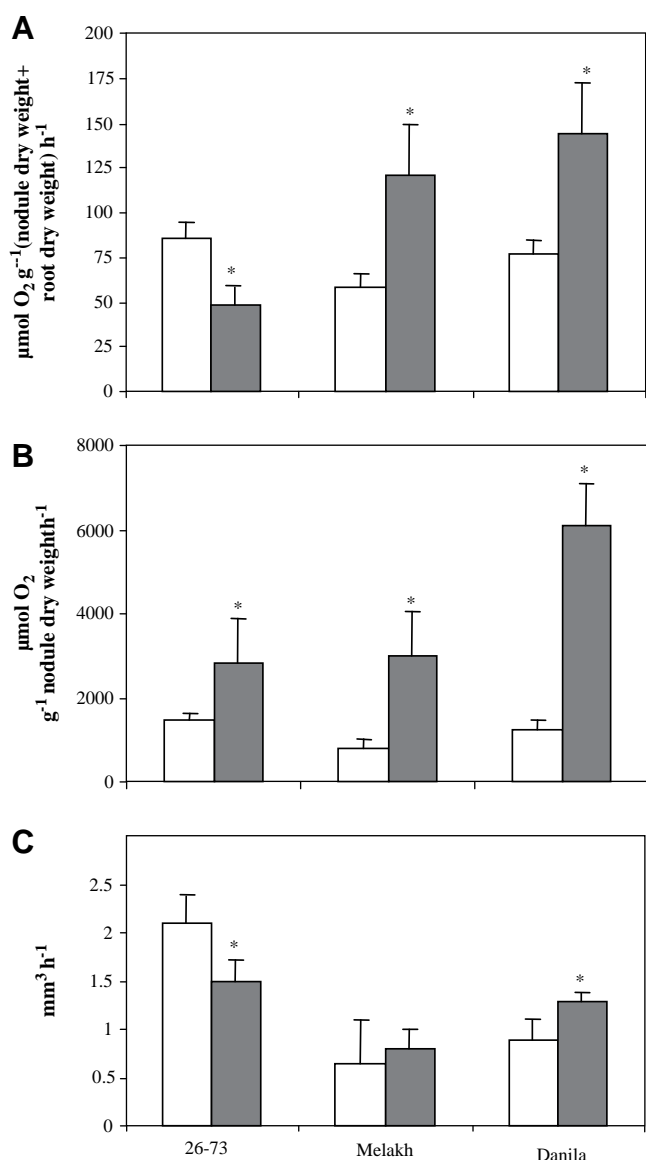 A
µmol O2 g--1(nodule dry weight+
root dry weight) h-1
200
175
150
125
100
75
50
25
0
*
*
*
B
µmol O2
g-1 nodule dry weighth-1
8000
6000
4000
2000
0
*
*
*
C
mm3 h-1
2.5
2
1.5
1
0.5
0
*
*
26-73
Melakh
Danila